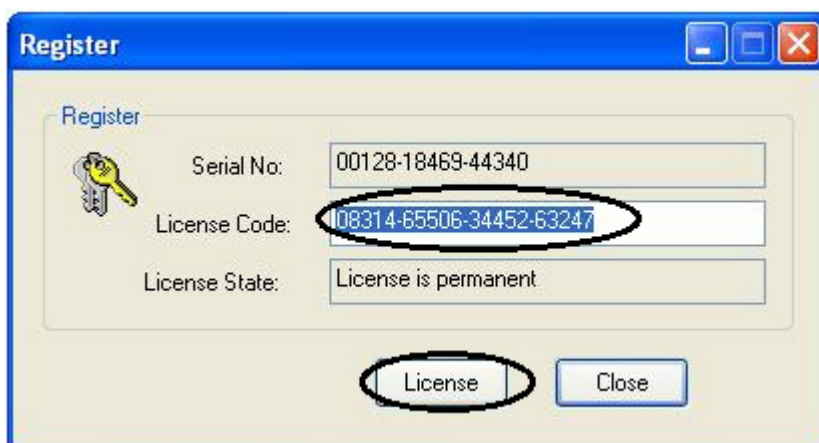 Register
Register
Serial No: 00128-18469-44340
License Code: 08314-65506-34452-63247
License State: License is permanent
License Close